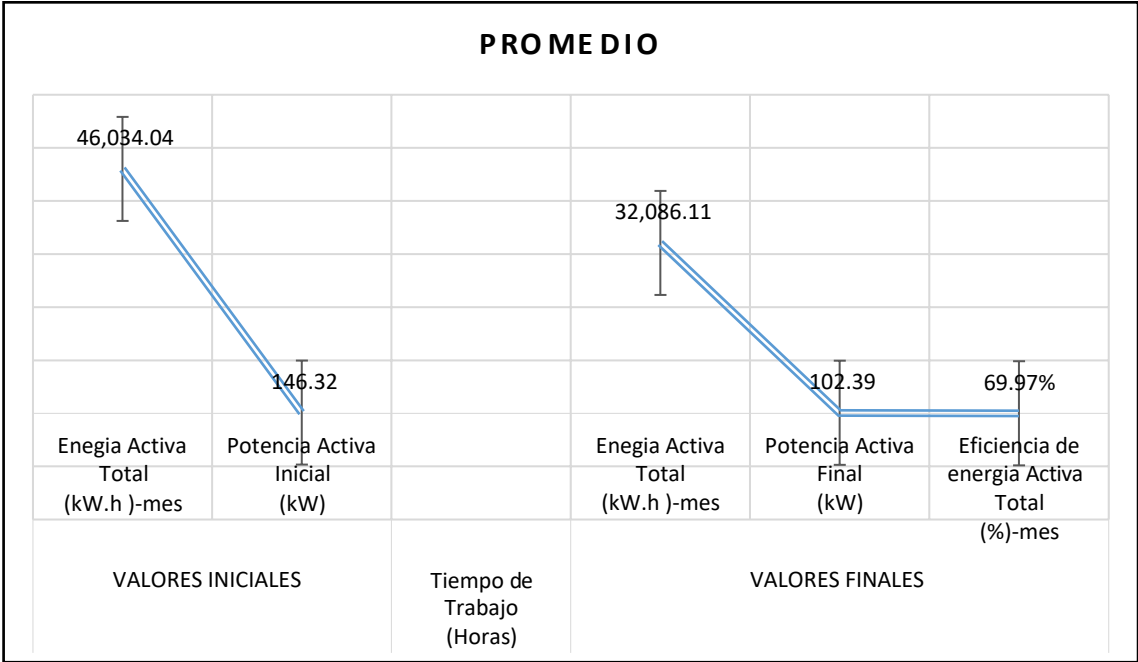 PROMEDIO
46,034.04
146.32
32,086.11
102.39
69.97%
Enegia Activa
Total
(kW.h )-mes
Potencia Activa
Inicial
(kW)
Enegia Activa
Total
(kW.h )-mes
Potencia Activa
Final
(kW)
Eficiencia de
energia Activa
Total
(%)-mes
VALORES INICIALES
Tiempo de
Trabajo
(Horas)
VALORES FINALES